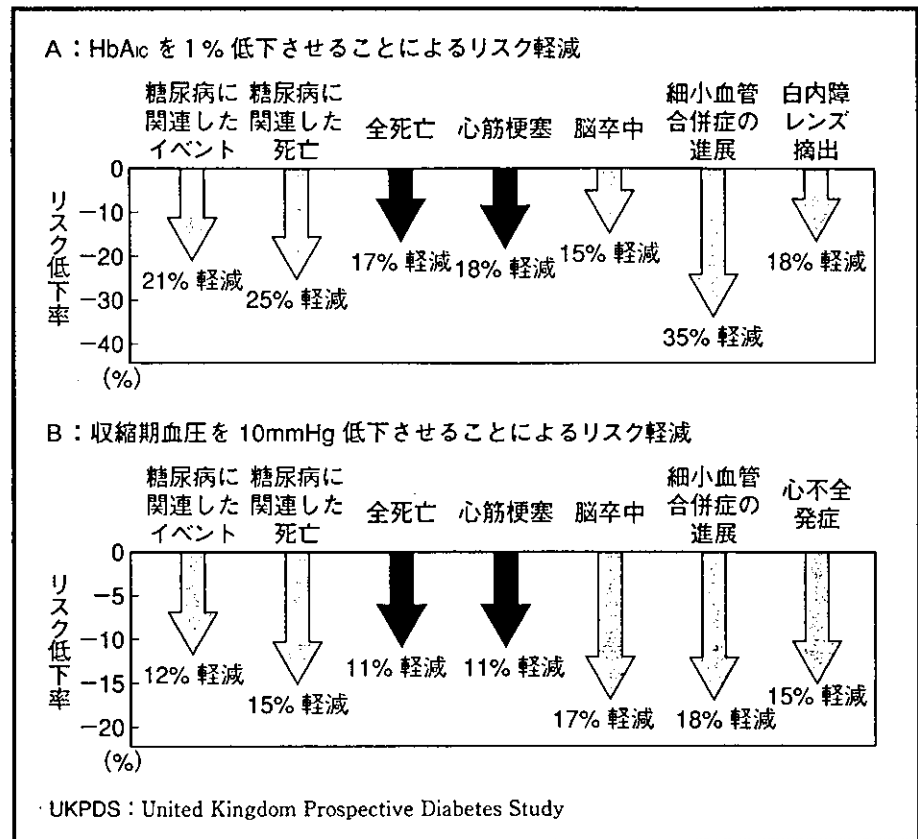 A：HbA1c を 1 % 低下させることによるリスク軽減
糖尿病に関連したイベント
糖尿病に関連した死亡
全死亡
心筋梗塞
脳卒中
細小血管合併症の進展
白内障レンズ摘出
リスク低下率
0
−10
−20
−30
−40
(%)
21% 軽減
25% 軽減
17% 軽減
18% 軽減
15% 軽減
35% 軽減
18% 軽減
B：収縮期血圧を 10mmHg 低下させることによるリスク軽減
糖尿病に関連したイベント
糖尿病に関連した死亡
全死亡
心筋梗塞
脳卒中
細小血管合併症の進展
心不全発症
リスク低下率
0
−5
−10
−15
−20
(%)
12% 軽減
15% 軽減
11% 軽減
11% 軽減
17% 軽減
18% 軽減
15% 軽減
UKPDS：United Kingdom Prospective Diabetes Study